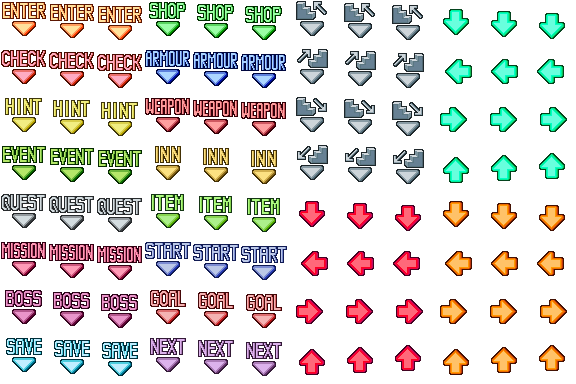 ENTER ENTER ENTER SHOP SHOP SHOP
CHECK CHECK CHECK ARMOUR ARMOUR ARMOUR
HINT HINT HINT WEAPON WEAPON WEAPON
EVENT EVENT EVENT INN INN INN
QUEST QUEST QUEST ITEM ITEM ITEM
MISSION MISSION MISSION START START START
BOSS BOSS BOSS GOAL GOAL GOAL
SAVE SAVE SAVE NEXT NEXT NEXT